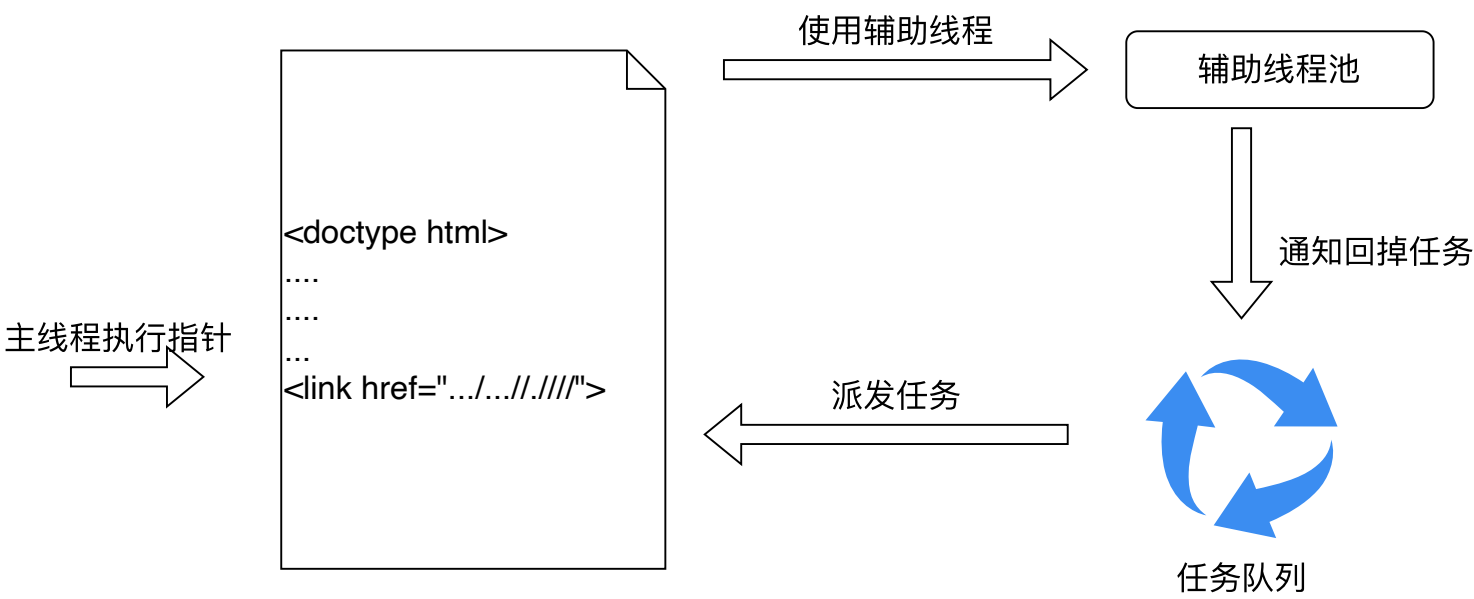 使用辅助线程
辅助线程池
<doctype html>
....
....
...
<link href=".../...//.////">
主线程执行指针
通知回掉任务
派发任务
任务队列